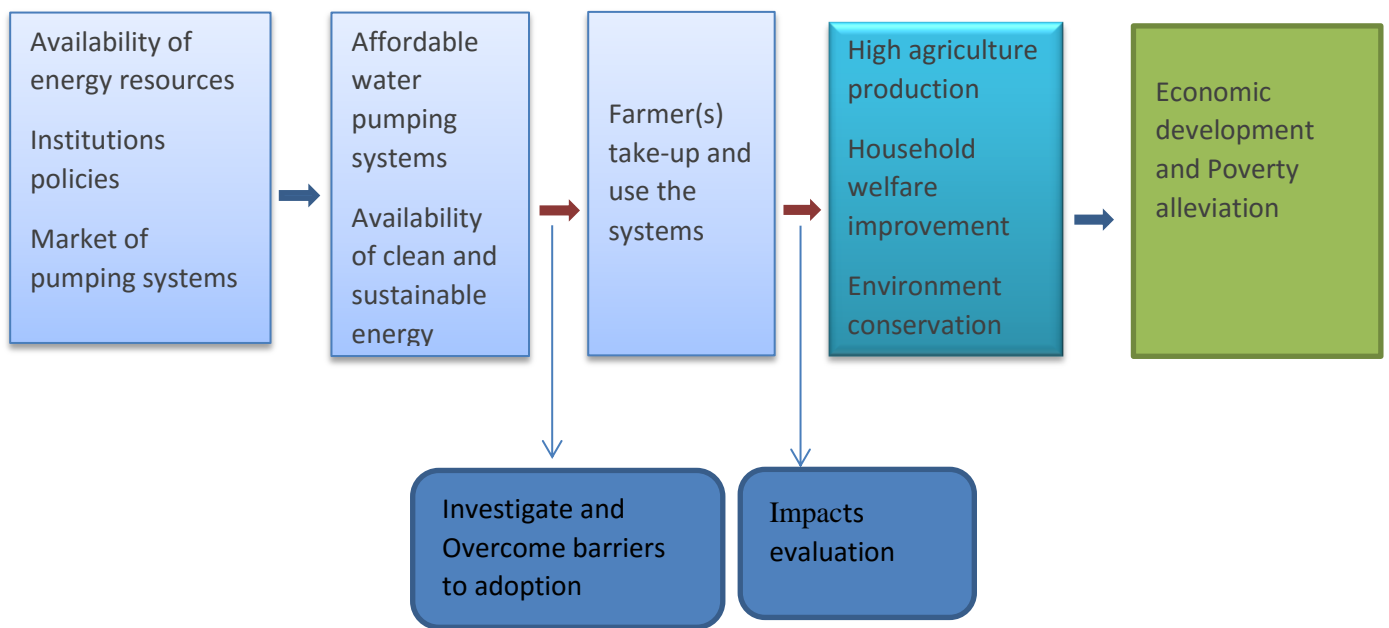 Availability of
energy resources
Institutions
policies
Market of
pumping systems
Affordable
water
pumping
systems
Availability
of clean and
sustainable
energy
Farmer(s)
take-up and
use the
systems
High agriculture
production
Household
welfare
improvement
Environment
conservation
Economic
development
and Poverty
alleviation
Investigate and
Overcome barriers
to adoption
Impacts
evaluation